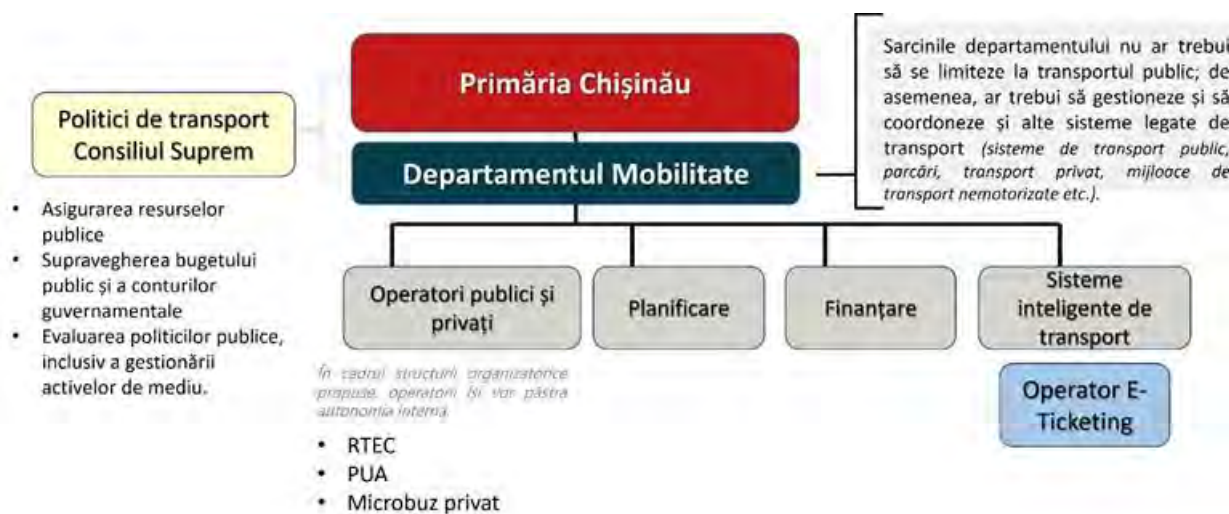 Primăria Chișinău
Departamentul Mobilitate
Sarcinile departamentului nu ar trebui
să se limiteze la transportul public; de
asemenea, ar trebui să gestioneze și să
coordoneze și alte sisteme legate de
transport (sisteme de transport public,
parcări, transport privat, mijloace de
transport nemotorizate etc.).
Politici de transport
Consiliul Suprem
• Asigurarea resurselor
publice
• Supravegherea bugetului
public și a conturilor
guvernamentale
• Evaluarea politicilor publice,
inclusiv a gestionării
activelor de mediu.
Operatori publici și
privați
Planificare
Finanțare
Sisteme
inteligente de
transport
Operator E-
Ticketing
În cadrul structurii organizatorice
propuse, operatorii își vor păstra
autonomia internă.
• RTEC
• PUA
• Microbuz privat